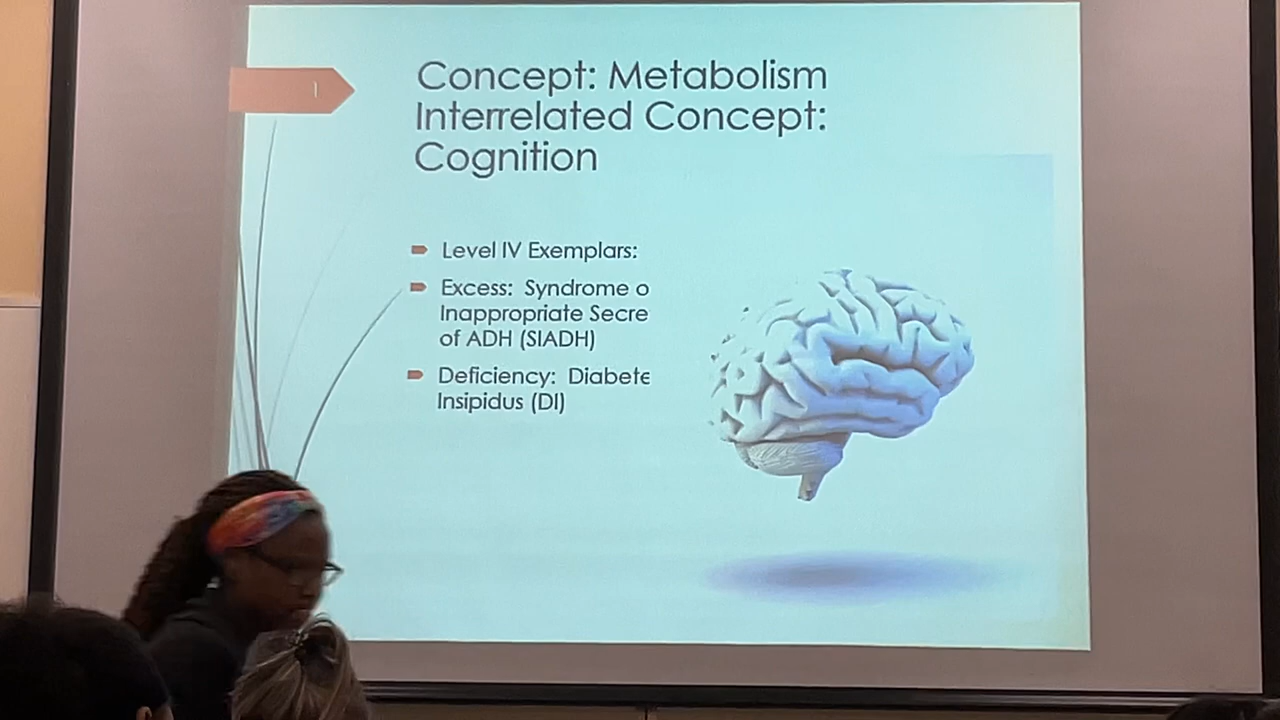 1
Concept: Metabolism
Interrelated Concept:
Cognition
Level IV Exemplars:
Excess: Syndrome o
Inappropriate Secre
of ADH (SIADH)
Deficiency: Diabete
Insipidus (DI)